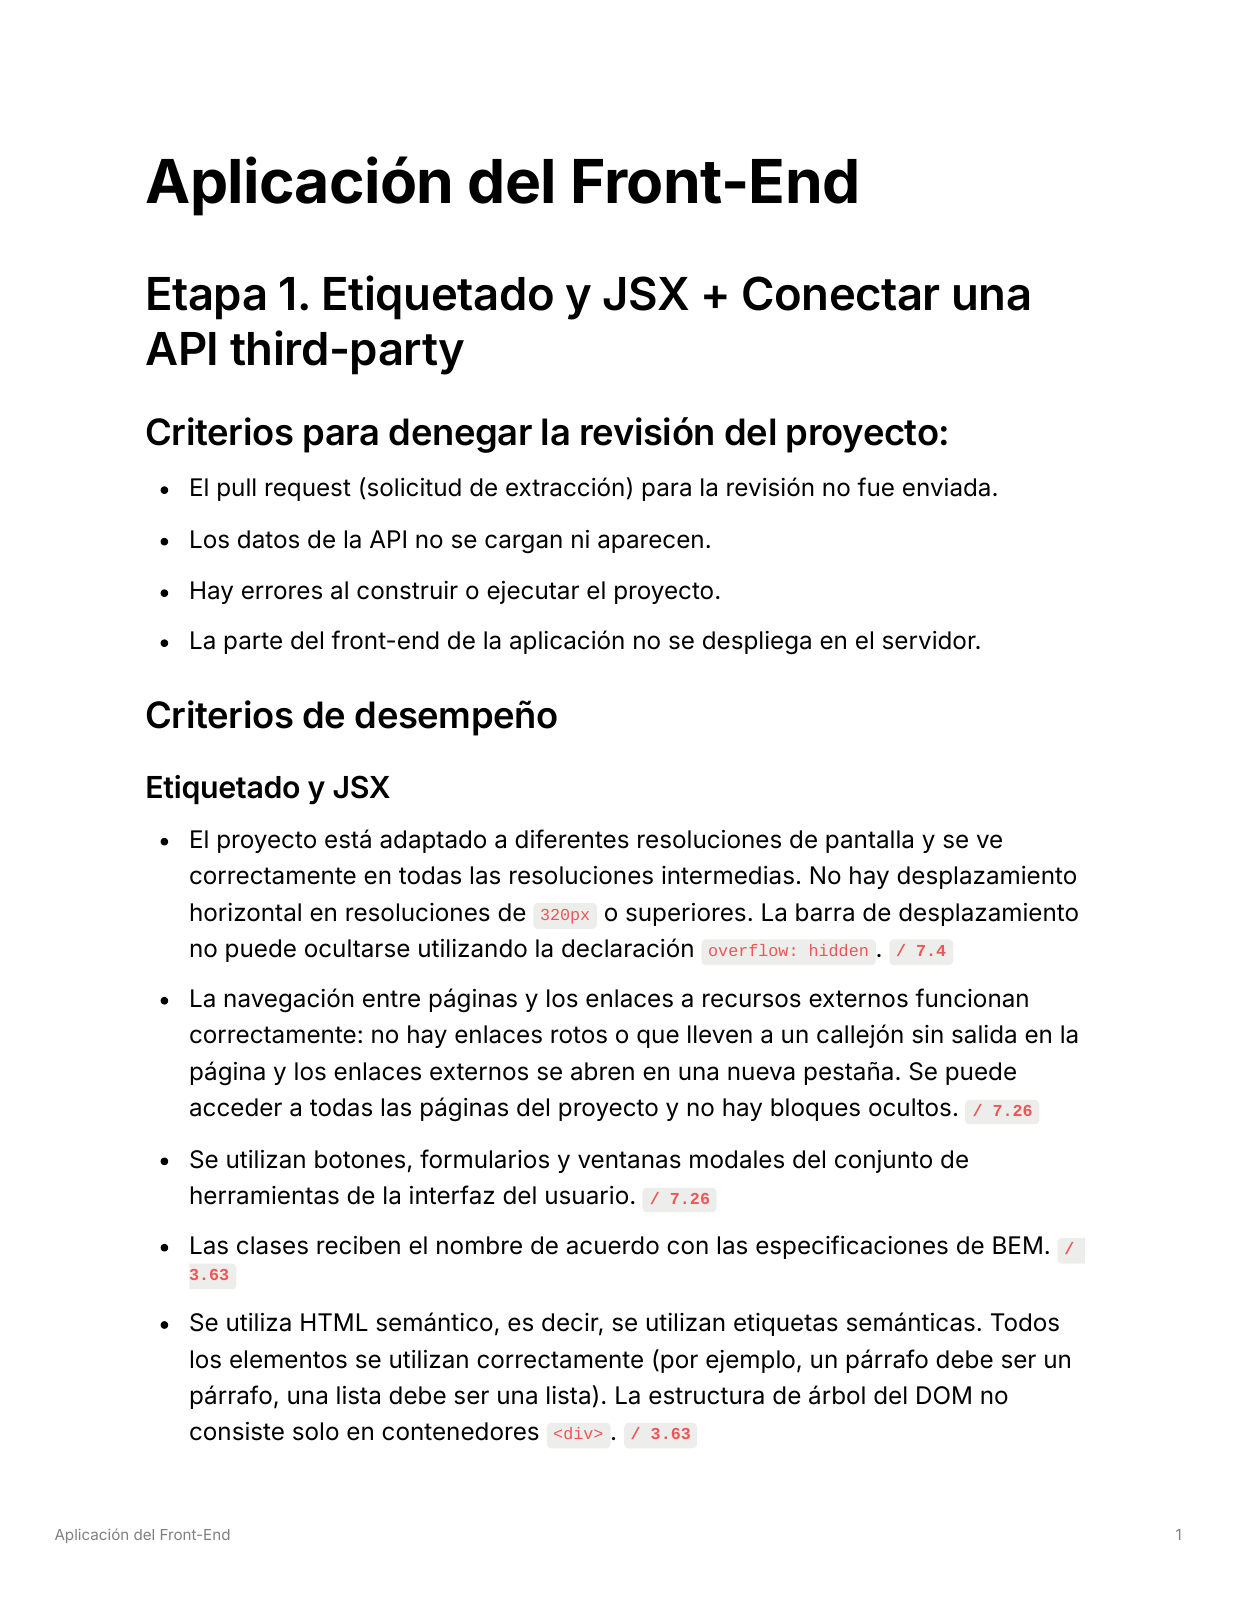 Aplicación del Front-End
Etapa 1. Etiquetado y JSX + Conectar una
API third-party
Criterios para denegar la revisión del proyecto:
• El pull request (solicitud de extracción) para la revisión no fue enviada.
• Los datos de la API no se cargan ni aparecen.
• Hay errores al construir o ejecutar el proyecto.
• La parte del front-end de la aplicación no se despliega en el servidor.
Criterios de desempeño
Etiquetado y JSX
• El proyecto está adaptado a diferentes resoluciones de pantalla y se ve
correctamente en todas las resoluciones intermedias. No hay desplazamiento
horizontal en resoluciones de 320px o superiores. La barra de desplazamiento
no puede ocultarse utilizando la declaración overflow: hidden. / 7.4
• La navegación entre páginas y los enlaces a recursos externos funcionan
correctamente: no hay enlaces rotos o que lleven a un callejón sin salida en la
página y los enlaces externos se abren en una nueva pestaña. Se puede
acceder a todas las páginas del proyecto y no hay bloques ocultos. / 7.26
• Se utilizan botones, formularios y ventanas modales del conjunto de
herramientas de la interfaz del usuario. / 7.26
• Las clases reciben el nombre de acuerdo con las especificaciones de BEM. /
3.63
• Se utiliza HTML semántico, es decir, se utilizan etiquetas semánticas. Todos
los elementos se utilizan correctamente (por ejemplo, un párrafo debe ser un
párrafo, una lista debe ser una lista). La estructura de árbol del DOM no
consiste solo en contenedores <div>. / 3.63
Aplicación del Front-End 1